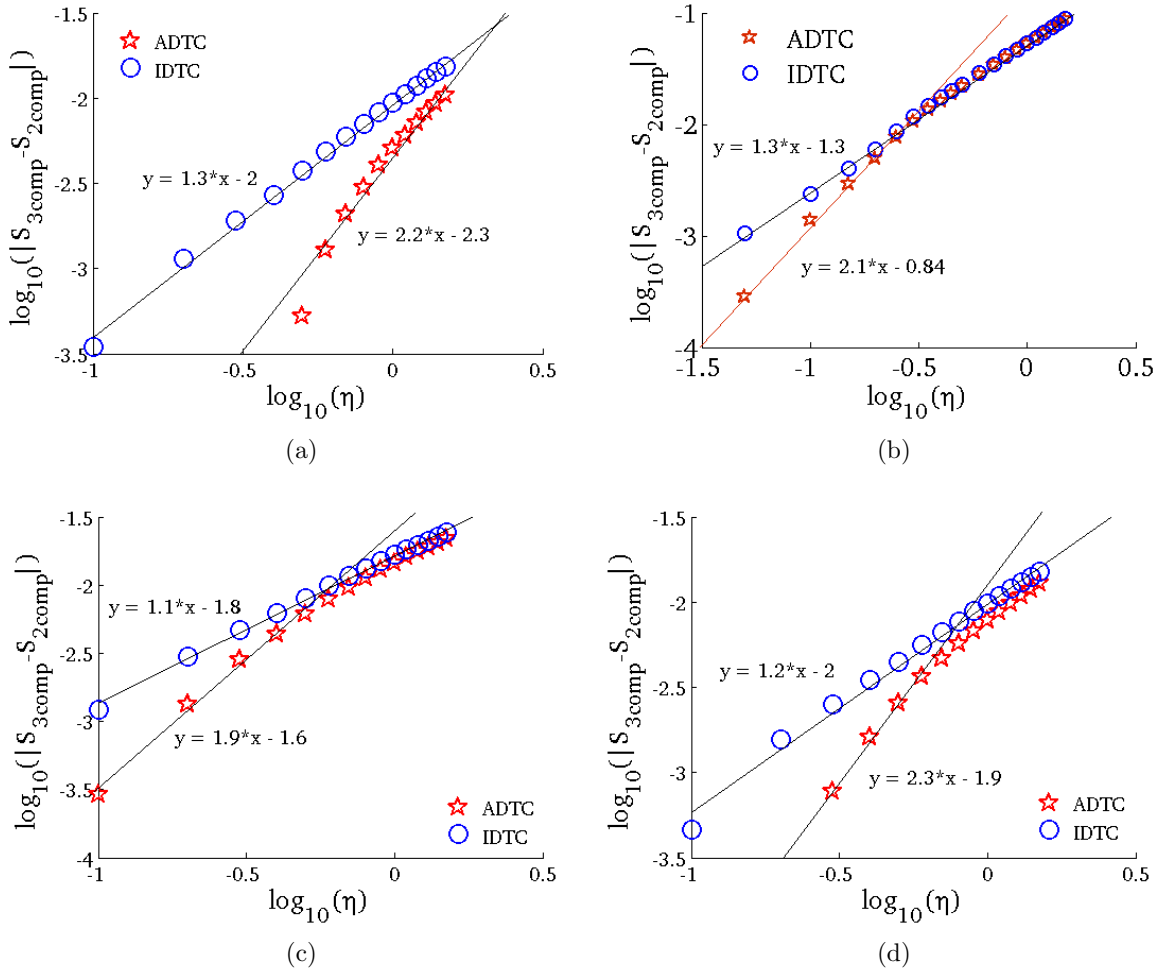 -1.5
ADTC
IDTC
-2
y = 1.3*x - 2
-2.5
y = 2.2*x - 2.3
-3
-3.5
-1
-0.5
0
0.5
log10(|S3comp-S2comp|)
log10(η)
(a)
-1
ADTC
IDTC
-2
y = 1.3*x - 1.3
-3
y = 2.1*x - 0.84
-4
-1.5
-1
-0.5
0
0.5
log10(|S3comp-S2comp|)
log10(η)
(b)
-1.5
-2
y = 1.1*x - 1.8
-2.5
-3
y = 1.9*x - 1.6
-3.5
ADTC
IDTC
-4
-1
-0.5
0
0.5
log10(|S3comp-S2comp|)
log10(η)
(c)
-1.5
-2
y = 1.2*x - 2
-2.5
-3
y = 2.3*x - 1.9
ADTC
IDTC
-3.5
-1
-0.5
0
0.5
log10(|S3comp-S2comp|)
log10(η)
(d)